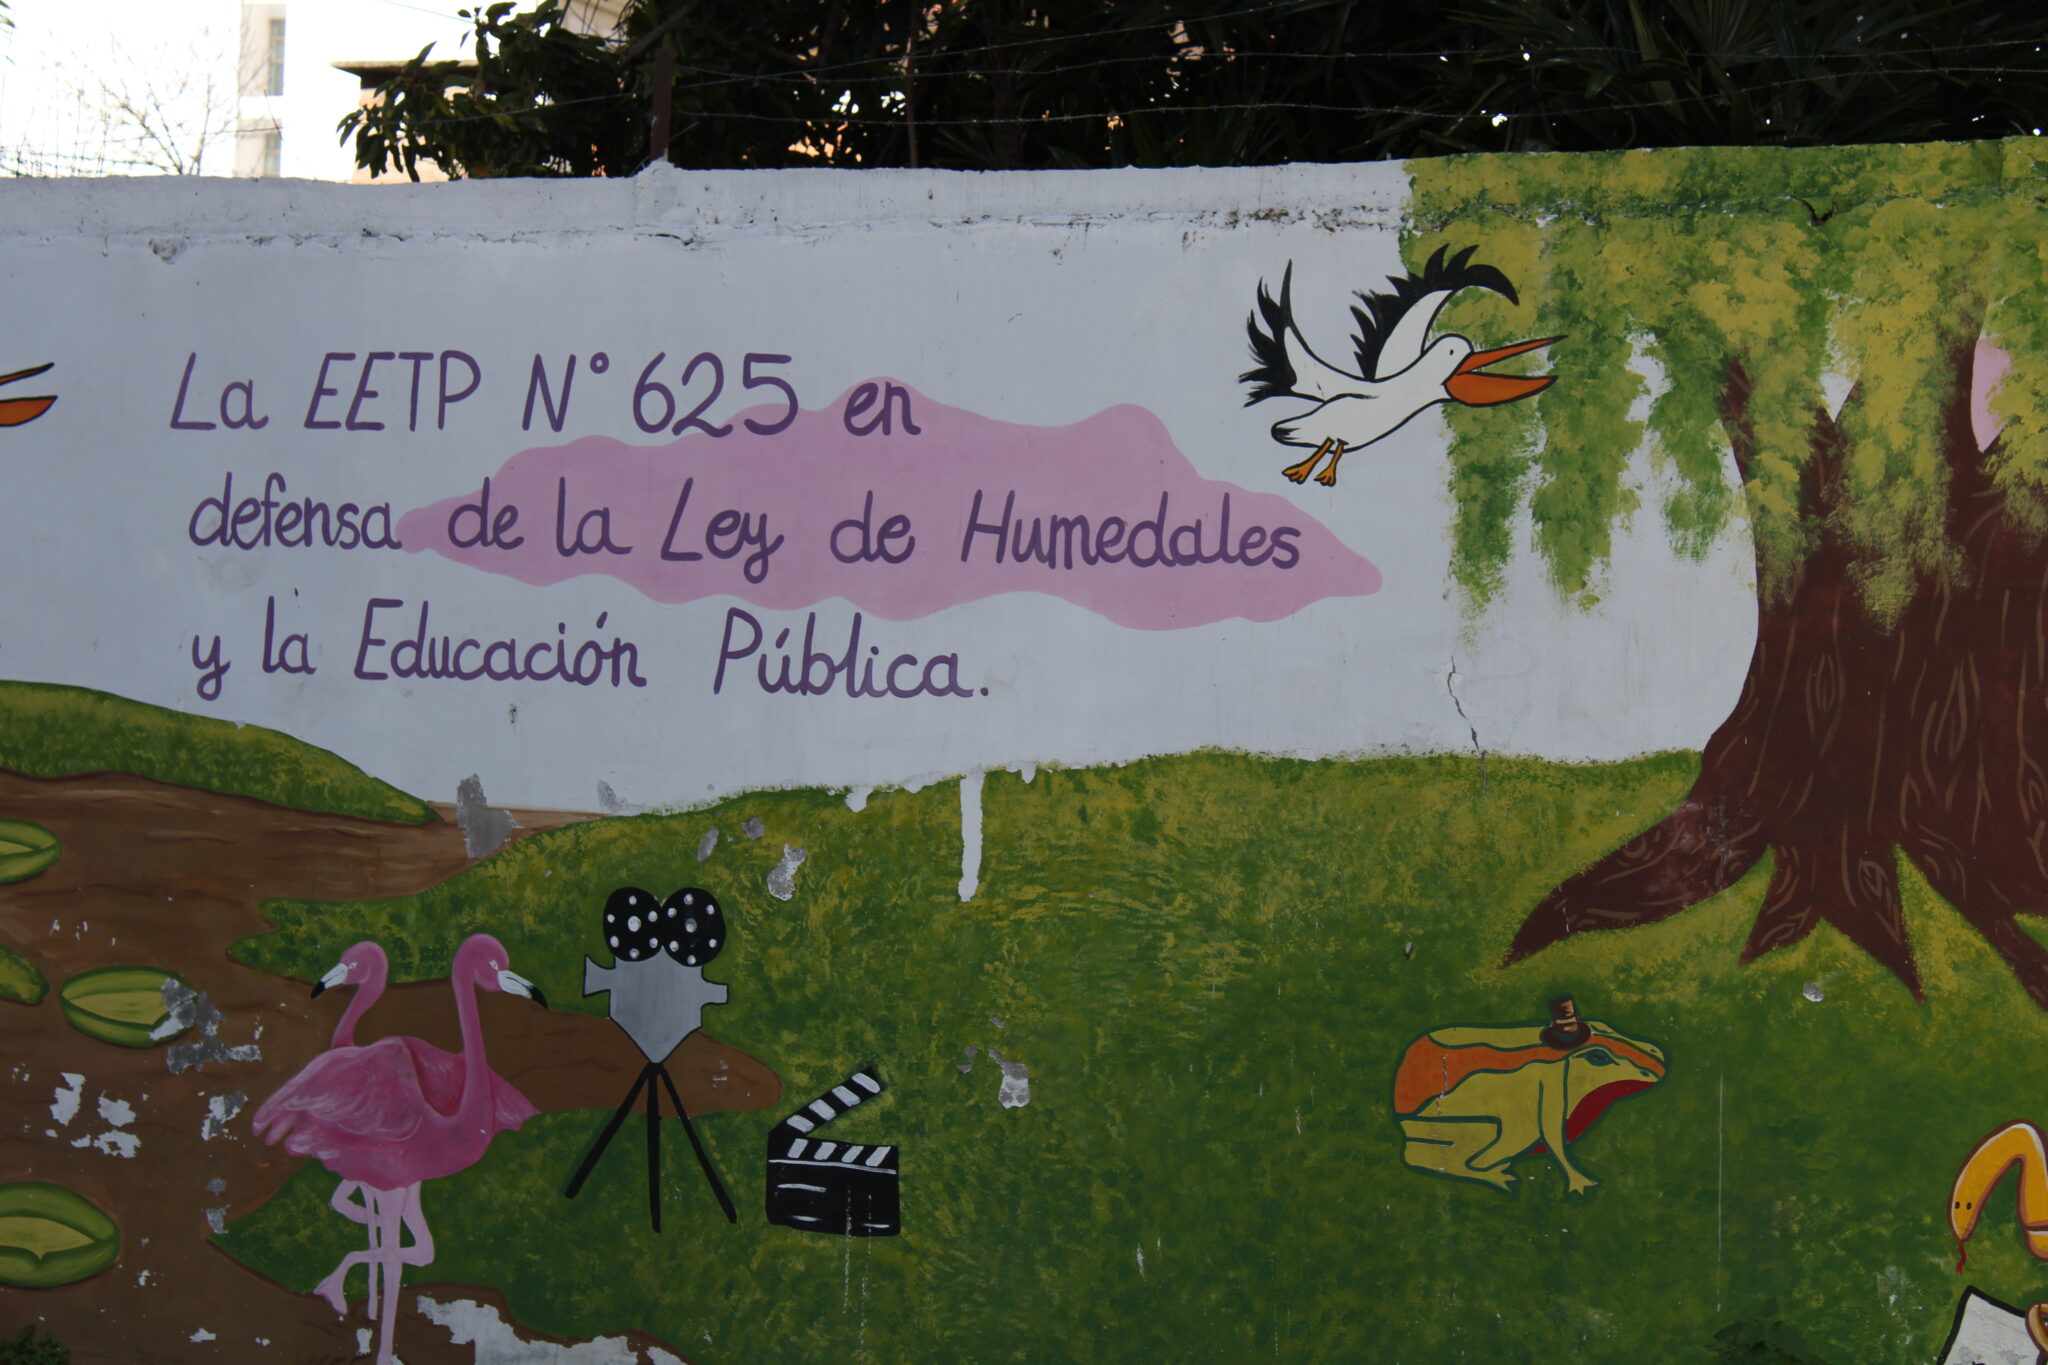 La EETP N° 625 en
defensa de la Ley de Humedales
y la Educación Pública.